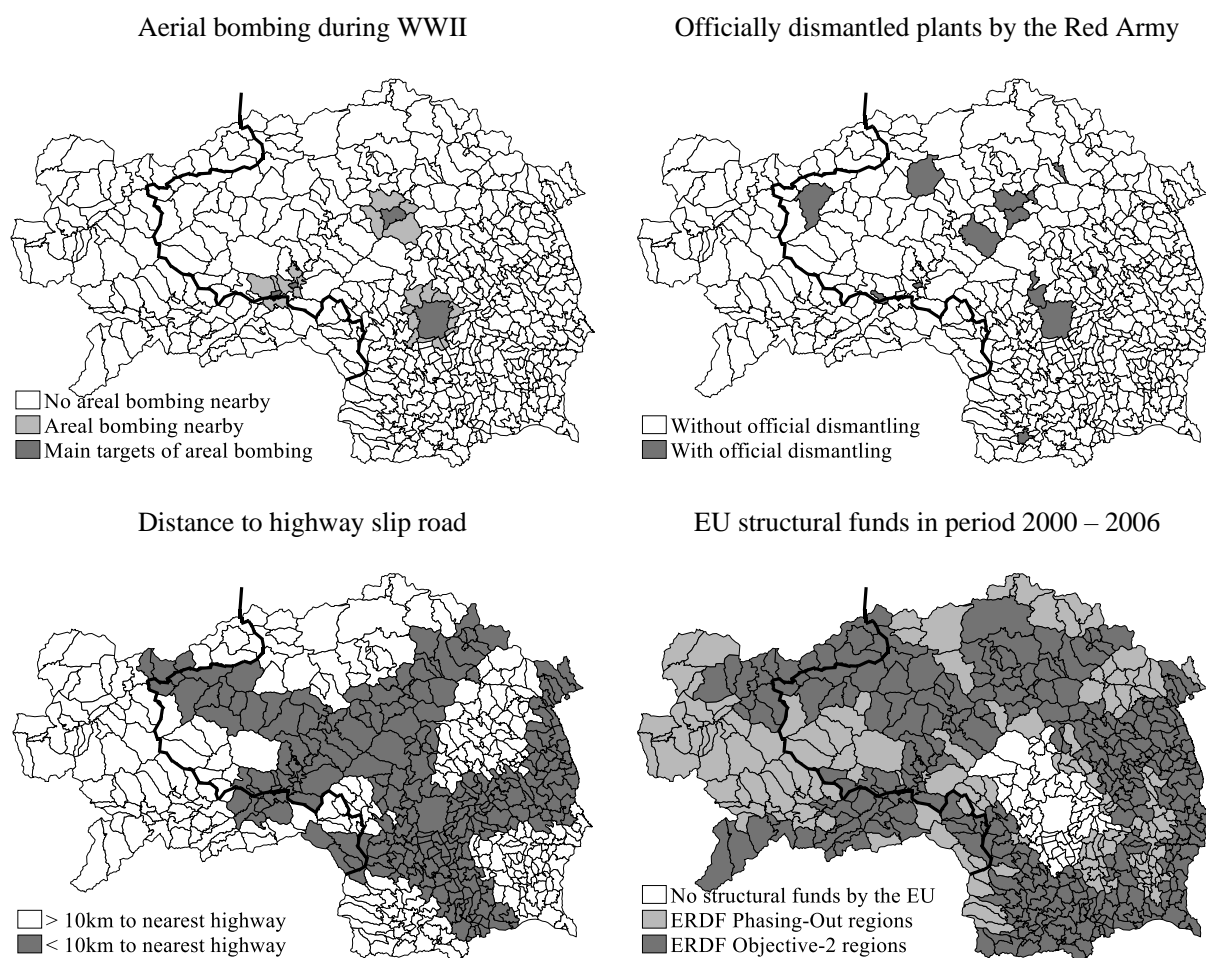 Aerial bombing during WWII
Officially dismantled plants by the Red Army
No areal bombing nearby
Areal bombing nearby
Main targets of areal bombing
Without official dismantling
With official dismantling
Distance to highway slip road
EU structural funds in period 2000 – 2006
> 10km to nearest highway
< 10km to nearest highway
No structural funds by the EU
ERDF Phasing-Out regions
ERDF Objective-2 regions